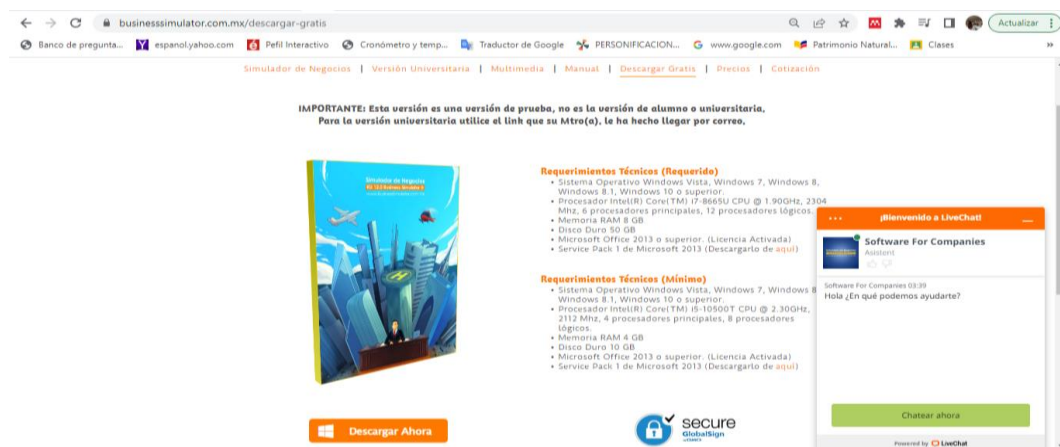 businesssimulator.com.mx/descargar-gratis
Actualizar
Banco de pregunta...
espanol.yahoo.com
Pefil Interactivo
Cronómetro y temp...
Traductor de Google
PERSONIFICACION...
www.google.com
Patrimonio Natural...
Clases
»
Simulador de Negocios | Versión Universitaria | Multimedia | Manual | Descargar Gratis | Precios | Cotización
IMPORTANTE: Esta versión es una versión de prueba, no es la versión de alumno o universitaria,
Para la versión universitaria utilice el link que su Mtro(a), le ha hecho llegar por correo,
Simulador de Negocios
Requerimientos Técnicos (Requerido)
• Sistema Operativo Windows Vista, Windows 7, Windows 8,
Windows 8.1, Windows 10 o superior.
• Procesador Intel(R) Core(TM) i7-8665U CPU @ 1.90GHz, 2304
Mhz, 6 procesadores principales, 12 procesadores lógicos.
• Memoria RAM 8 GB
• Disco Duro 50 GB
• Microsoft Office 2013 o superior. (Licencia Activada)
• Service Pack 1 de Microsoft 2013 (Descargarlo de aquí)
Requerimientos Técnicos (Mínimo)
• Sistema Operativo Windows Vista, Windows 7, Windows 8
Windows 8.1, Windows 10 o superior.
• Procesador Intel(R) Core(TM) i5-10500T CPU @ 2.30GHz,
2112 Mhz, 4 procesadores principales, 8 procesadores
lógicos.
• Memoria RAM 4 GB
• Disco Duro 10 GB
• Microsoft Office 2013 o superior. (Licencia Activada)
• Service Pack 1 de Microsoft 2013 (Descargarlo de aquí)
Descargar Ahora
secure
GlobalSign
¡Bienvenido a LiveChat!
Software For Companies
Asistent
Software For Companies 03:39
Hola ¿En qué podemos ayudarte?
Chatear ahora
Powered by LiveChat